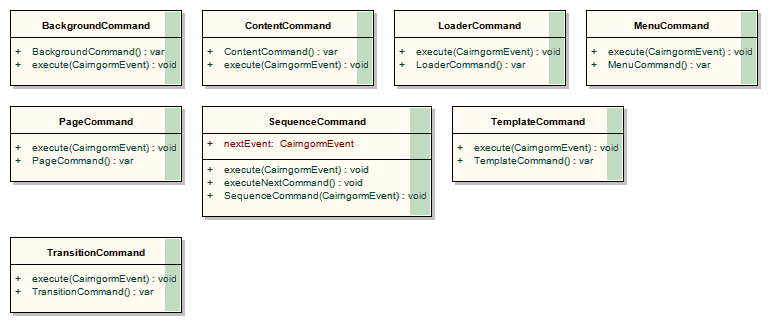 BackgroundCommand
+ BackgroundCommand() : var
+ execute(CairngormEvent) : void
ContentCommand
+ ContentCommand() : var
+ execute(CairngormEvent) : void
LoaderCommand
+ execute(CairngormEvent) : void
+ LoaderCommand() : var
MenuCommand
+ execute(CairngormEvent) : void
+ MenuCommand() : var
PageCommand
+ execute(CairngormEvent) : void
+ PageCommand() : var
SequenceCommand
+ nextEvent: CairngormEvent
+ execute(CairngormEvent) : void
+ executeNextCommand() : void
+ SequenceCommand(CairngormEvent) : void
TemplateCommand
+ execute(CairngormEvent) : void
+ TemplateCommand() : var
TransitionCommand
+ execute(CairngormEvent) : void
+ TransitionCommand() : var